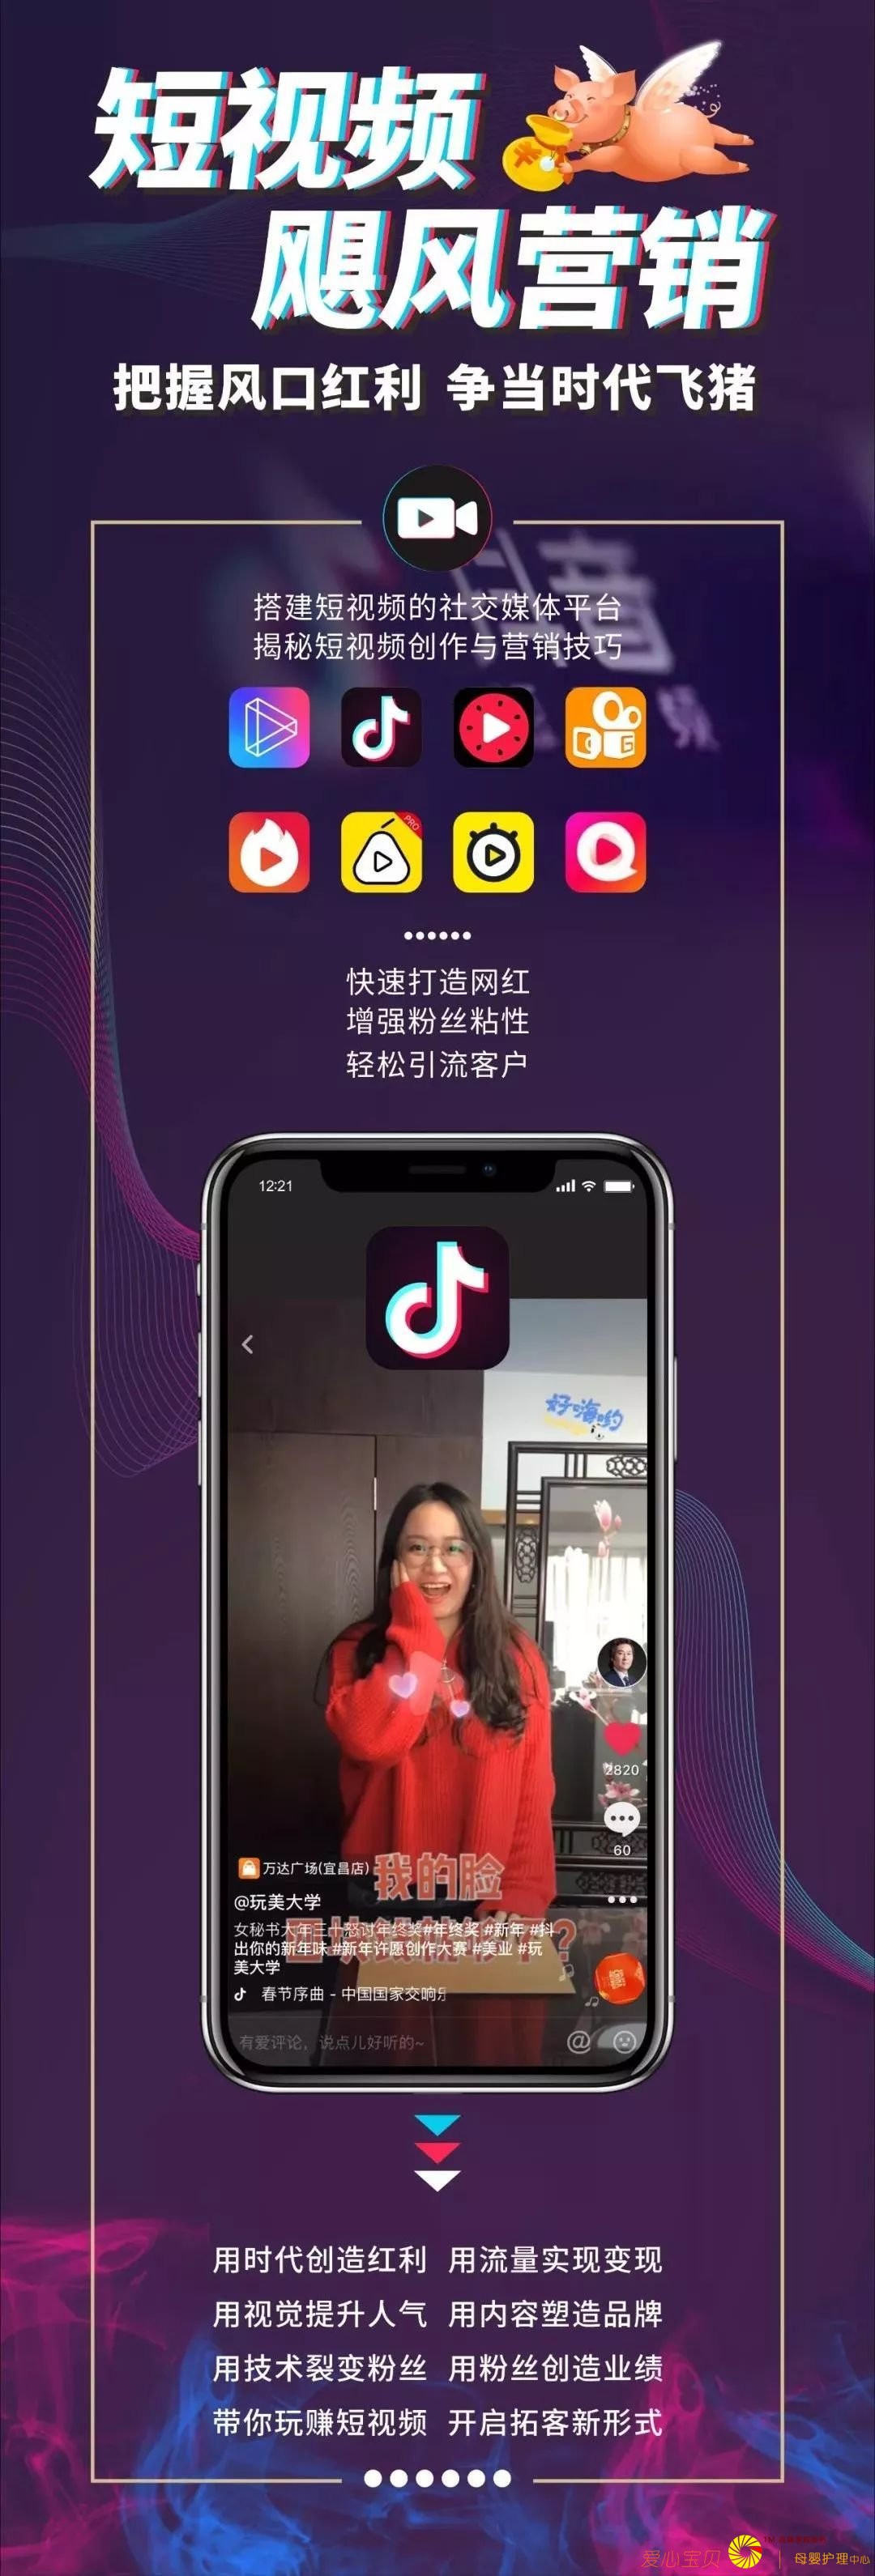 短视频
飓风营销
把握风口红利 争当时代飞猪
搭建短视频的社交媒体平台
揭秘短视频创作与营销技巧
PRO
快速打造网红
增强粉丝粘性
轻松引流客户
12:21
好嗨哟
2820
60
万达广场(宜昌店)
我的脸
@玩美大学
女秘书大年三十怒讨年终奖#年终奖 #新年 #抖
出你的新年味 #新年许愿创作大赛 #美业 #玩
美大学
春节序曲 - 中国国家交响乐
有爱评论，说点儿好听的~
用时代创造红利 用流量实现变现
用视觉提升人气 用内容塑造品牌
用技术裂变粉丝 用粉丝创造业绩
带你玩赚短视频 开启拓客新形式
爱心宝贝 母婴护理中心